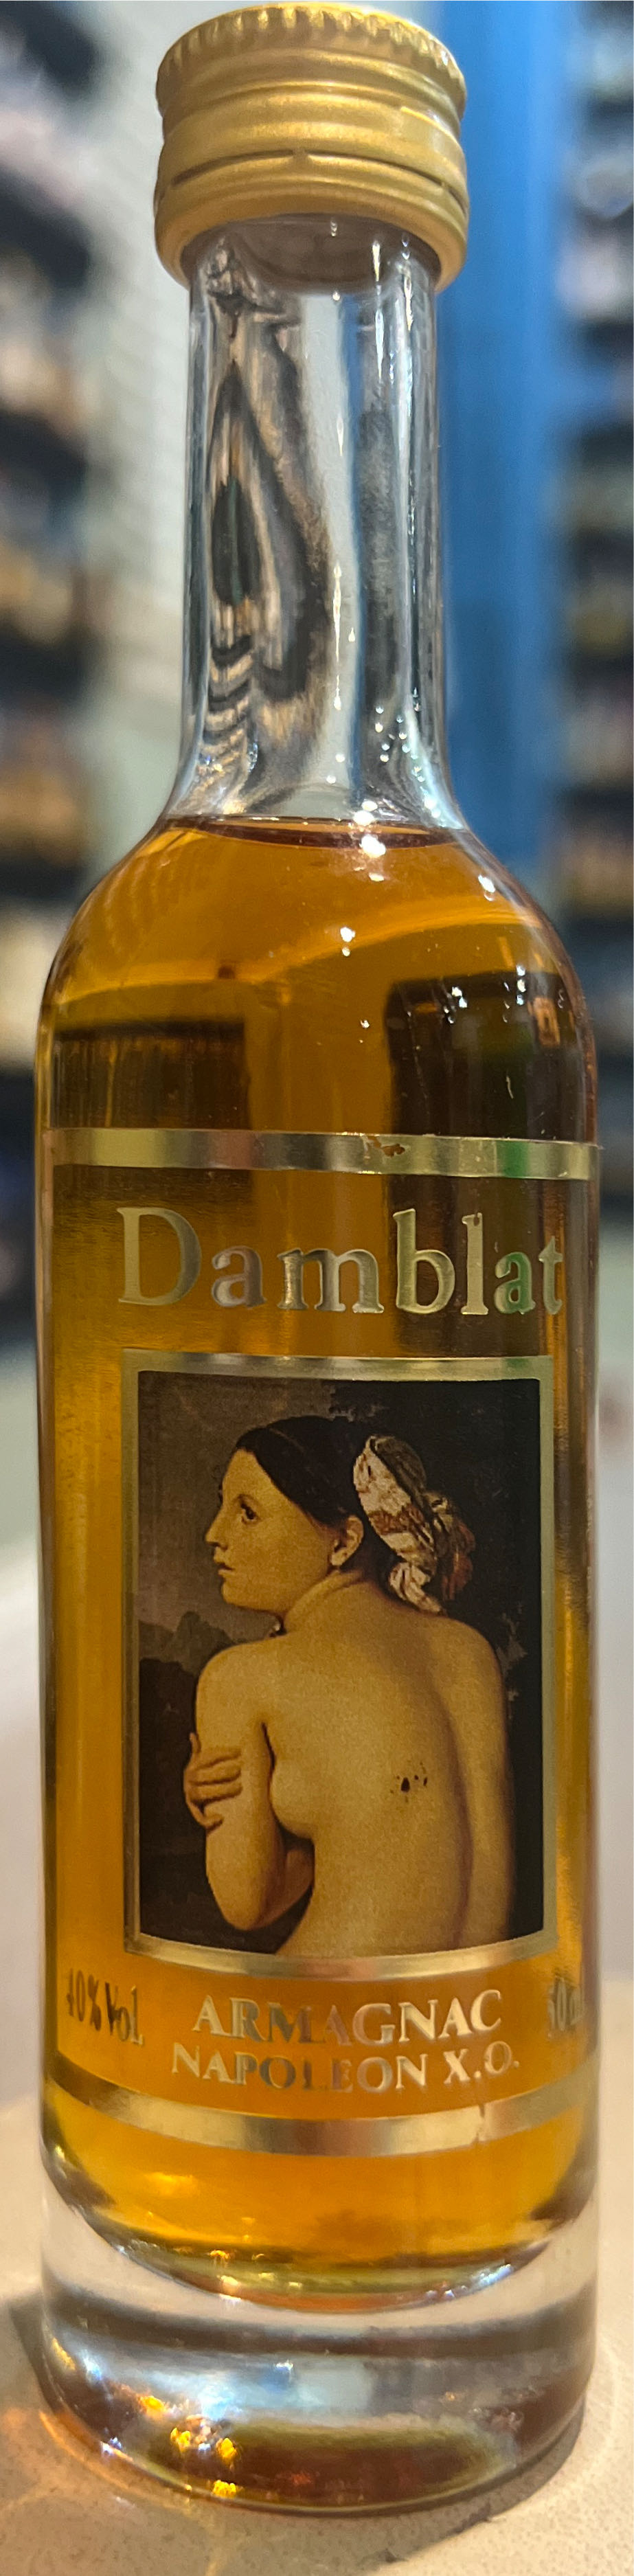 Damblat
40% Vol.
ARMAGNAC
NAPOLEON X.O.